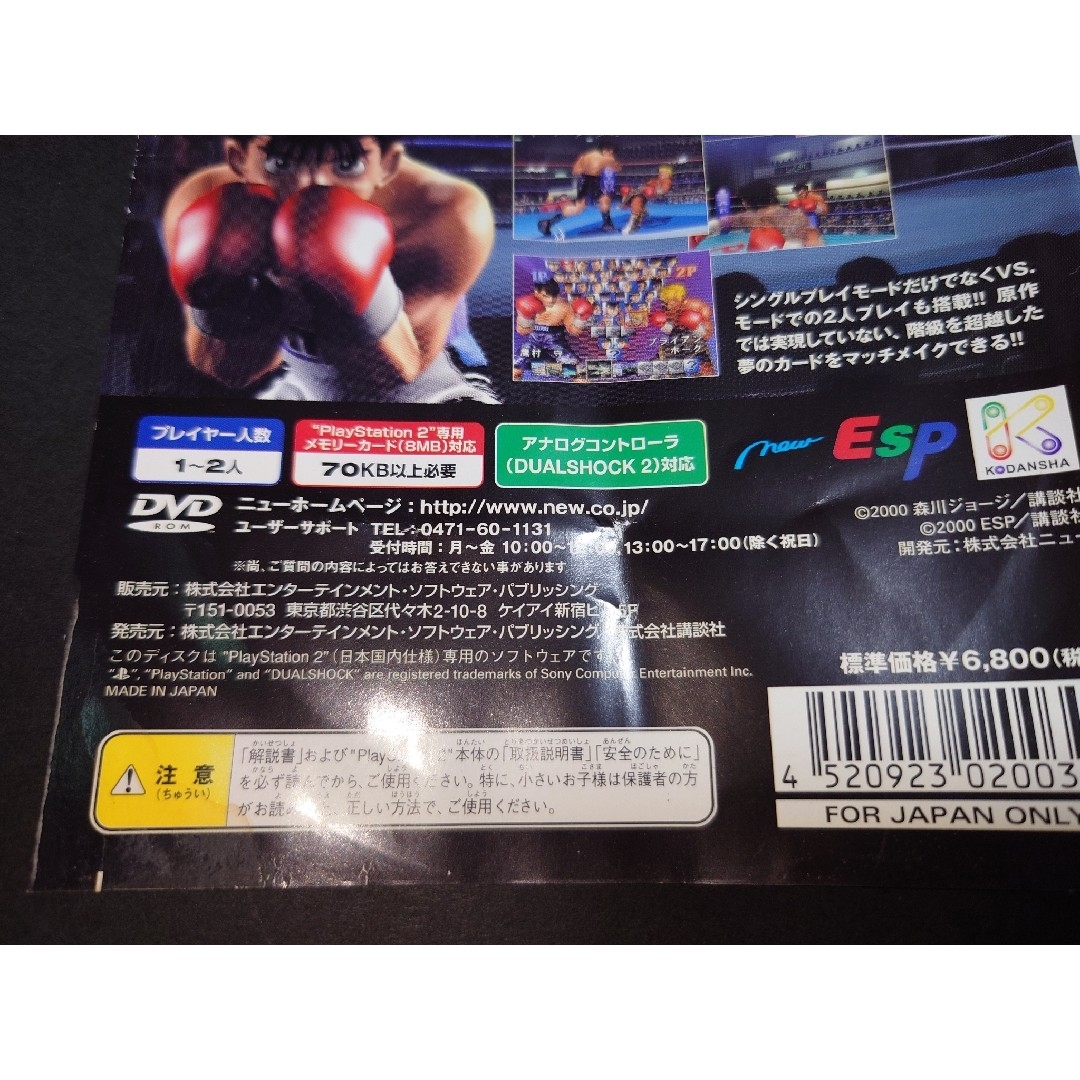 1P
2P
鷹村 守
ブライアン
ホーク
シングルプレイモードだけでなくVS.
モードでの2人プレイも搭載!! 原作
では実現していない、階級を超越した
夢のカードをマッチメイクできる!!
プレイヤー人数
1〜2人
"PlayStation 2"専用
メモリーカード(8MB)対応
70KB以上必要
アナログコントローラ
(DUALSHOCK 2)対応
new
Esp
KODANSHA
DVD
ROM
ニューホームページ:http://www.new.co.jp/
ユーザーサポート TEL:0471-60-1131
受付時間:月〜金 10:00〜 13:00〜17:00(除く祝日)
※尚、ご質問の内容によってはお答えできない事があります
©2000 森川ジョージ/講談社
©2000 ESP/講談社
開発元:株式会社ニュー
販売元:株式会社エンターテインメント・ソフトウェア・パブリッシング
〒151-0053 東京都渋谷区代々木2-10-8 ケイアイ新宿ビ
発売元:株式会社エンターテインメント・ソフトウェア・パブリッシング 株式会社講談社
このディスクは "PlayStation 2"(日本国内仕様)専用のソフトウェアです
"PlayStation" and "DUALSHOCK" are registered trademarks of Sony Computer Entertainment Inc.
MADE IN JAPAN
標準価格¥6,800(税
注意
(ちゅうい)
「解説書」および"PlayS 2"本体の「取扱説明書」「安全のために」
を必ず読んでから、ご使用ください。特に、小さいお子様は保護者の方
がお読みの 、正しい方法で、ご使用ください。
4 520923 02003
FOR JAPAN ONLY